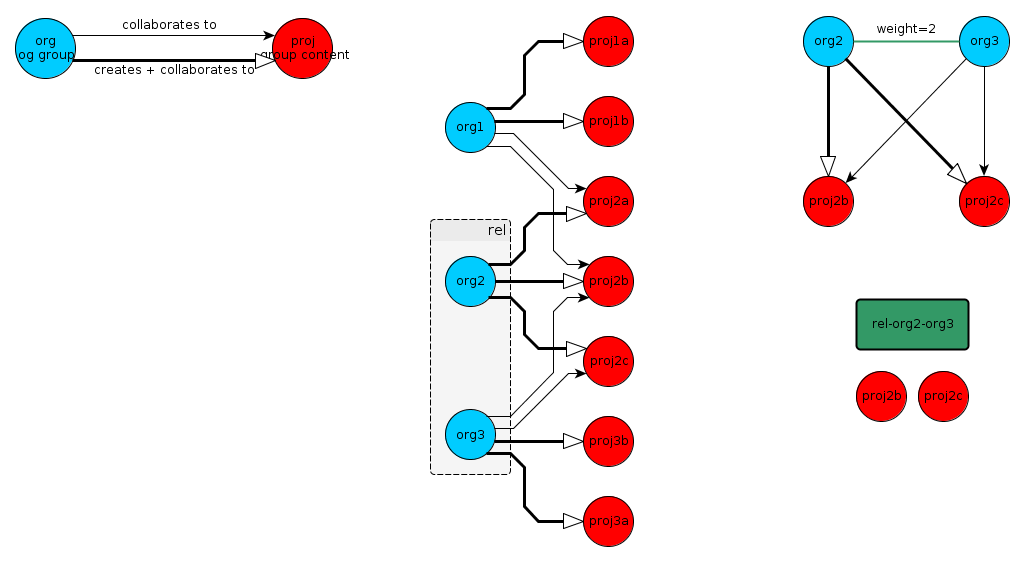 collaborates to
org
og group
proj
group content
creates + collaborates to
proj1a
proj1b
org1
proj2a
rel
org2
proj2b
proj2c
org3
proj3b
proj3a
org2
weight=2
org3
proj2b
proj2c
rel-org2-org3
proj2b
proj2c